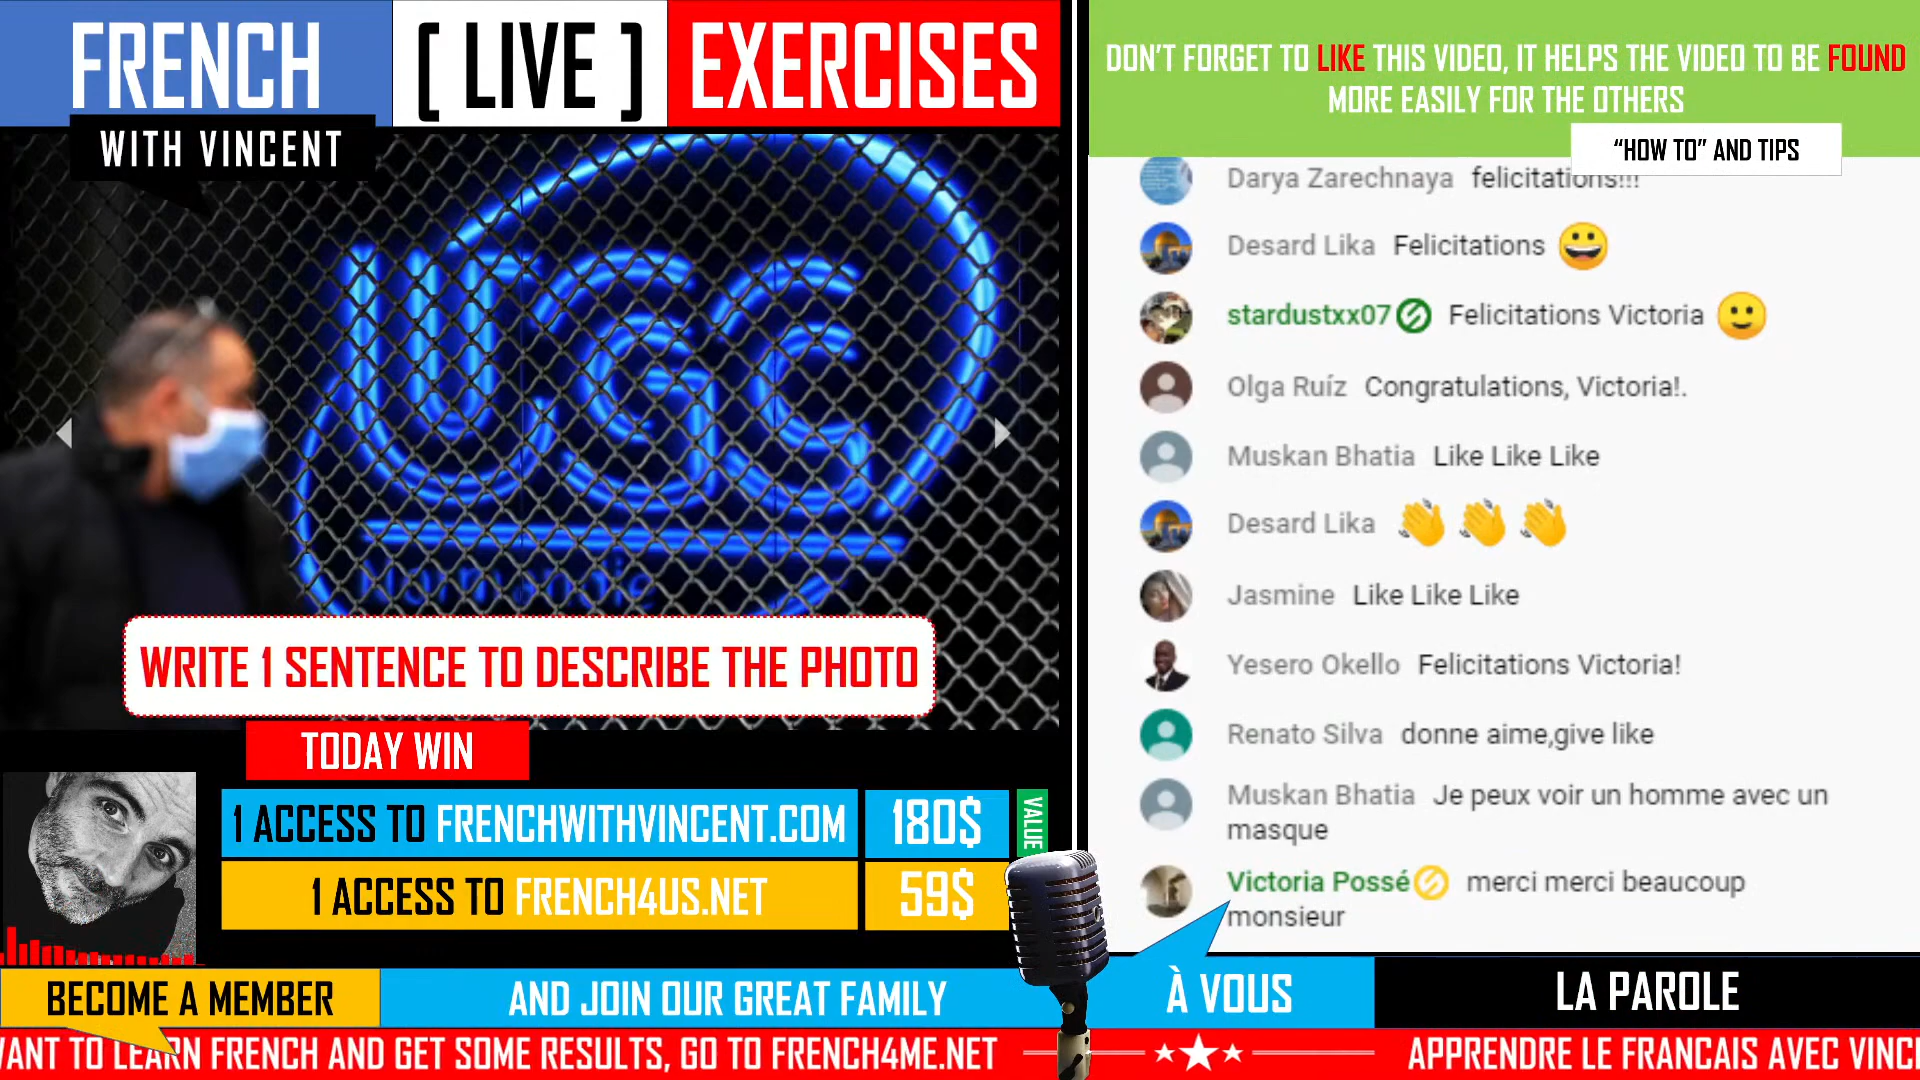 FRENCH
[ LIVE ]
EXERCISES
WITH VINCENT
UGC
Normandie
WRITE 1 SENTENCE TO DESCRIBE THE PHOTO
TODAY WIN
1 ACCESS TO FRENCHWITHVINCENT.COM 180$
VALUE
1 ACCESS TO FRENCH4US.NET 59$
BECOME A MEMBER
AND JOIN OUR GREAT FAMILY
DON'T FORGET TO LIKE THIS VIDEO, IT HELPS THE VIDEO TO BE FOUND
MORE EASILY FOR THE OTHERS
"HOW TO" AND TIPS
Darya Zarechnaya felicitations!!!
Desard Lika Felicitations 😀
stardustxx07 Felicitations Victoria 🙂
Olga Ruíz Congratulations, Victoria!.
Muskan Bhatia Like Like Like
Desard Lika 👏 👏 👏
Jasmine Like Like Like
Yesero Okello Felicitations Victoria!
Renato Silva donne aime,give like
Muskan Bhatia Je peux voir un homme avec un
masque
Victoria Possé merci merci beaucoup
monsieur
À VOUS
LA PAROLE
TO LEARN FRENCH AND GET SOME RESULTS, GO TO FRENCH4ME.NET
APPRENDRE LE FRANCAIS AVEC